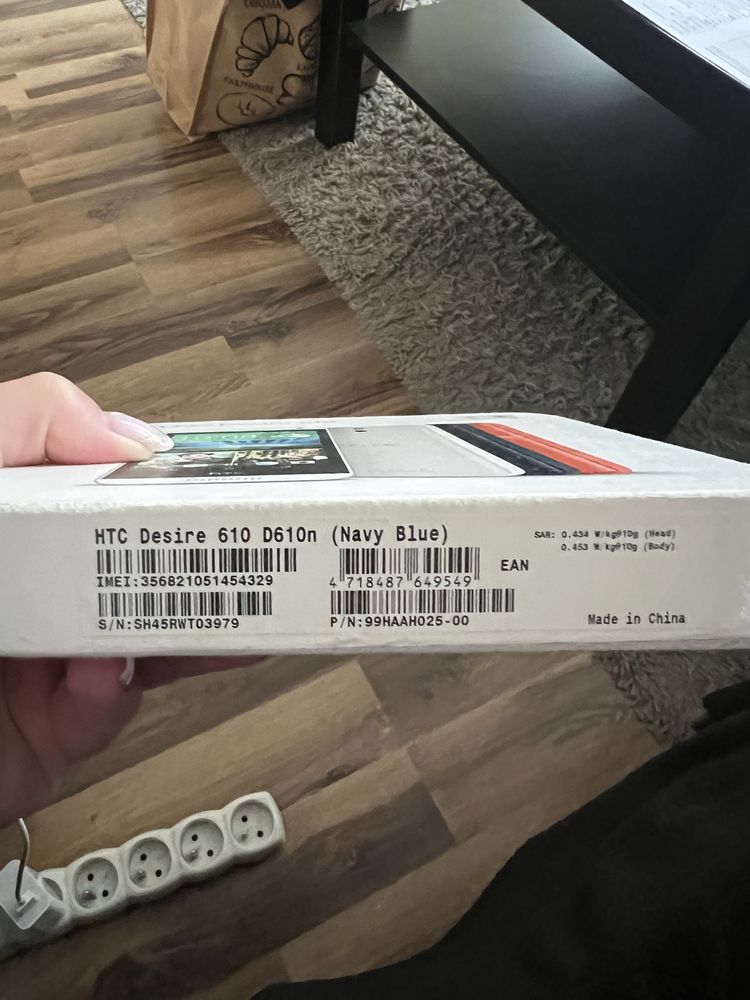 HTC Desire 610 D610n (Navy Blue)
IMEI:356821051454329
S/N:SH45RWT03979
4 718487 649549
EAN
P/N:99HAAH025-00
SAR: 0.434 W/kg@10g (Head)
0.453 W/kg@10g (Body)
Made in China